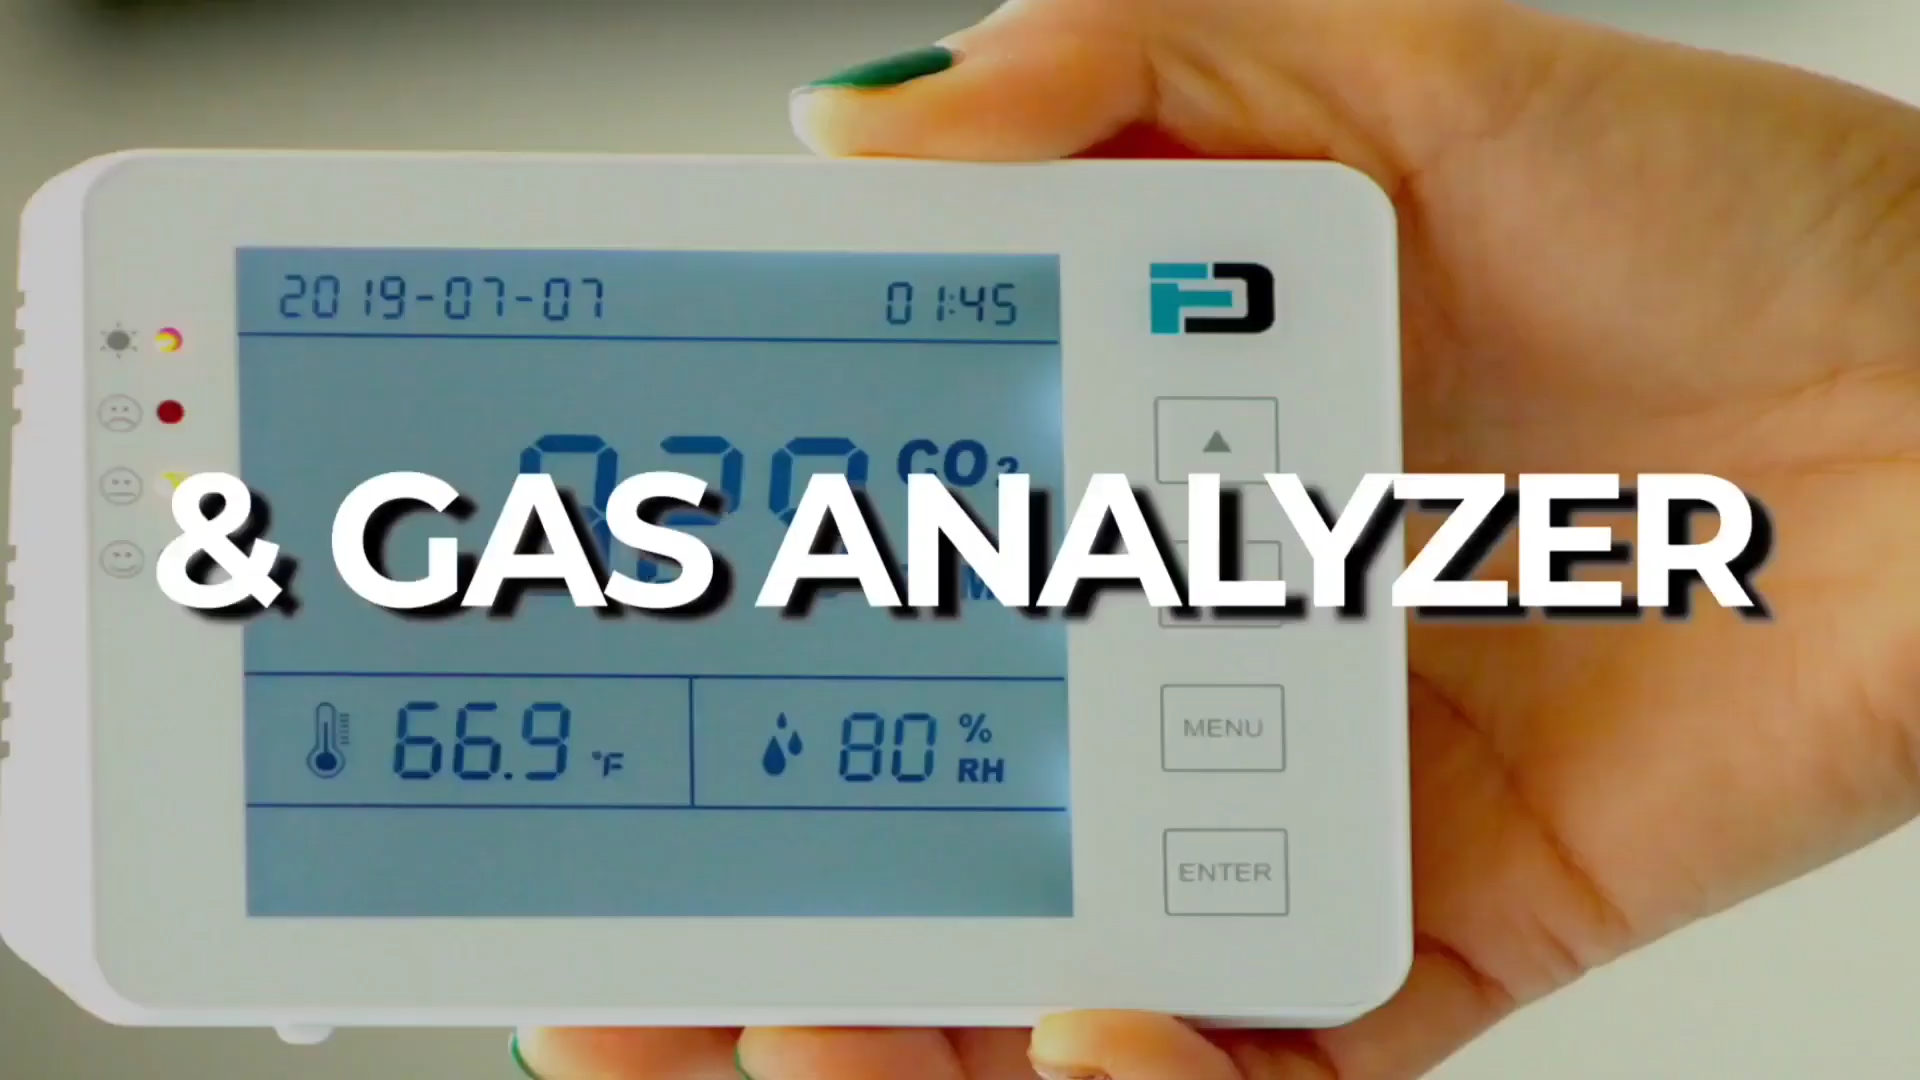 2019-07-07 01:45
CO₂
& GAS ANALYZER
66.9 °F 80 % RH
MENU
ENTER